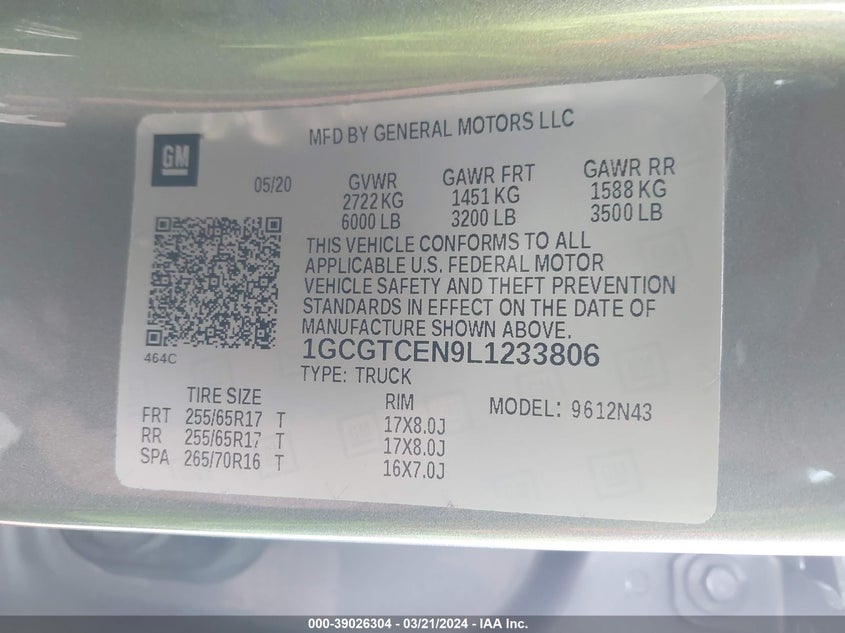 GM
MFD BY GENERAL MOTORS LLC
05/20
GVWR
2722 KG
6000 LB
GAWR FRT
1451 KG
3200 LB
GAWR RR
1588 KG
3500 LB
THIS VEHICLE CONFORMS TO ALL
APPLICABLE U.S. FEDERAL MOTOR
VEHICLE SAFETY AND THEFT PREVENTION
STANDARDS IN EFFECT ON THE DATE OF
MANUFACTURE SHOWN ABOVE.
464C
1GCGTCEN9L1233806
TYPE: TRUCK
TIRE SIZE
RIM
MODEL: 9612N43
FRT 255/65R17 T 17X8.0J
RR 255/65R17 T 17X8.0J
SPA 265/70R16 T 16X7.0J
000-39026304 - 03/21/2024 - IAA Inc.